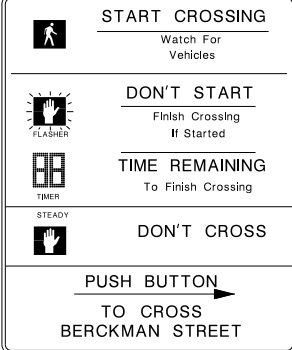 START CROSSING
Watch For
Vehicles
DON'T START
Finish Crossing
If Started
FLASHER
TIME REMAINING
To Finish Crossing
TIMER
STEADY
DON'T CROSS
PUSH BUTTON
TO CROSS
BERCKMAN STREET